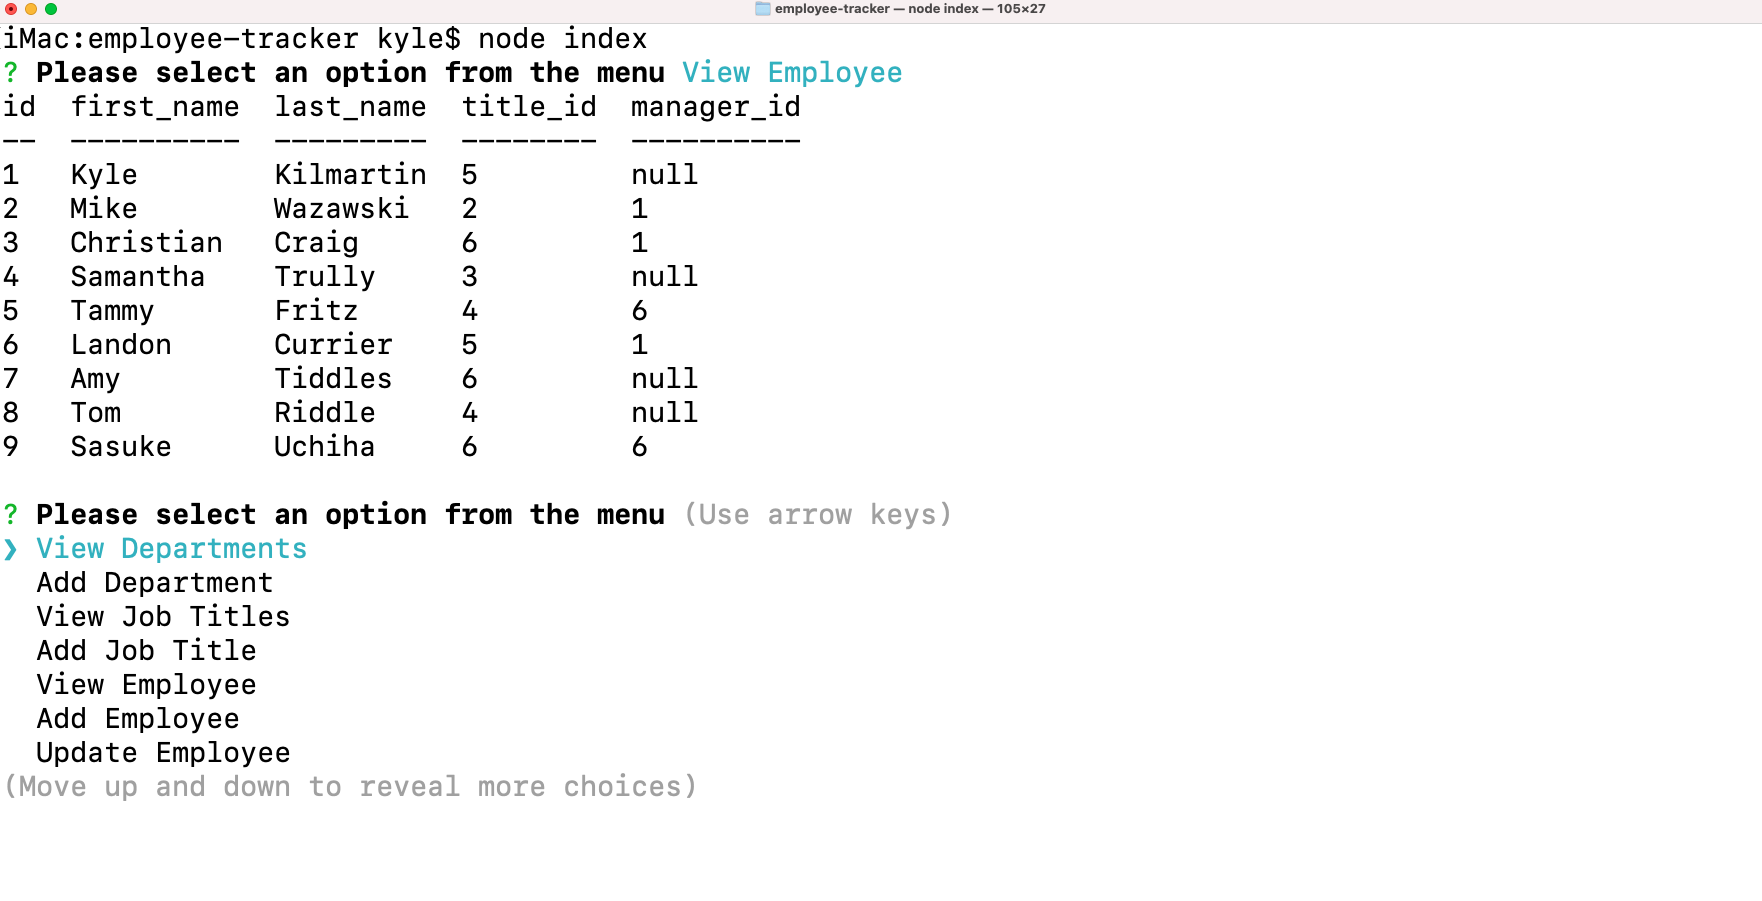 employee-tracker — node index — 105×27
iMac:employee-tracker kyle$ node index
? Please select an option from the menu View Employee
id  first_name  last_name  title_id  manager_id
--  ----------  ---------  --------  ----------
1   Kyle        Kilmartin  5         null
2   Mike        Wazawski   2         1
3   Christian   Craig      6         1
4   Samantha    Trully     3         null
5   Tammy       Fritz      4         6
6   Landon      Currier    5         1
7   Amy         Tiddles    6         null
8   Tom         Riddle     4         null
9   Sasuke      Uchiha     6         6
? Please select an option from the menu (Use arrow keys)
❯ View Departments
  Add Department
  View Job Titles
  Add Job Title
  View Employee
  Add Employee
  Update Employee
(Move up and down to reveal more choices)